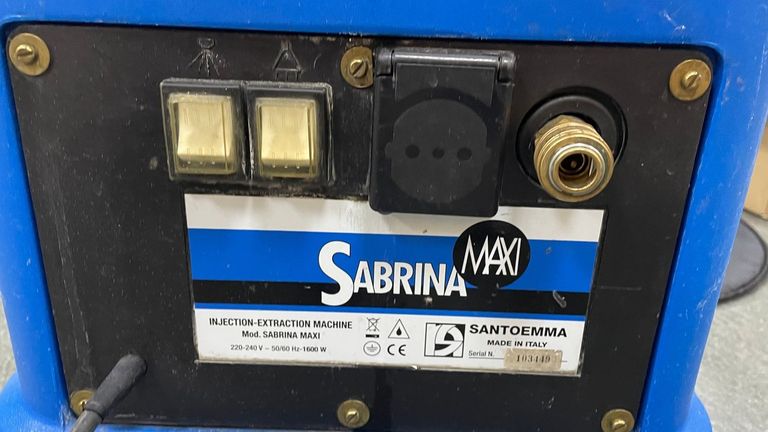 SABRINA MAXI
INJECTION-EXTRACTION MACHINE
Mod. SABRINA MAXI
220-240 V ~ 50/60 Hz-1600 W
CE
SANTOEMMA
MADE IN ITALY
Serial N. 103449